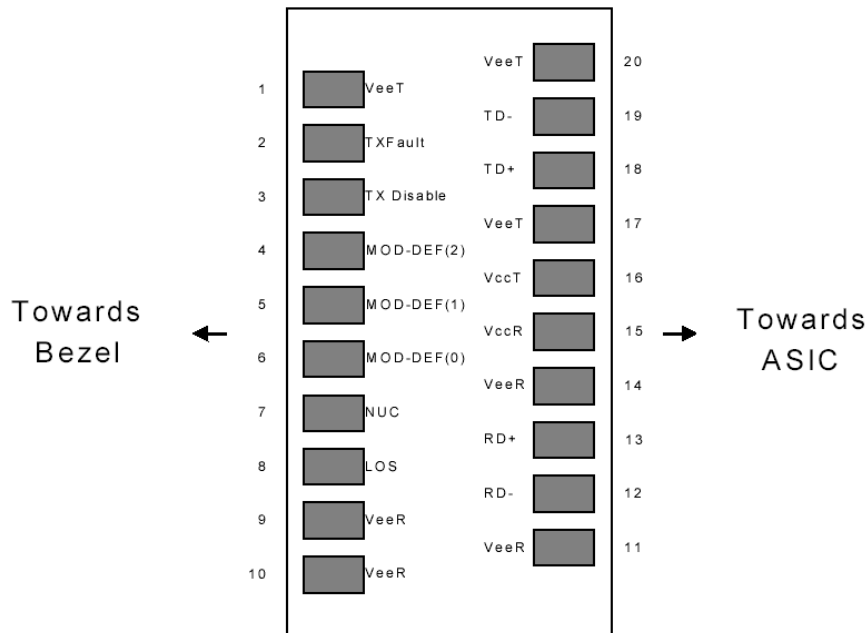 VeeT 20
1 VeeT
TD- 19
2 TXFault
TD+ 18
3 TX Disable
VeeT 17
4 MOD-DEF(2)
VccT 16
5 MOD-DEF(1)
Towards
Bezel
VccR 15
Towards
ASIC
6 MOD-DEF(0)
VeeR 14
7 NUC
RD+ 13
8 LOS
RD- 12
9 VeeR
VeeR 11
10 VeeR